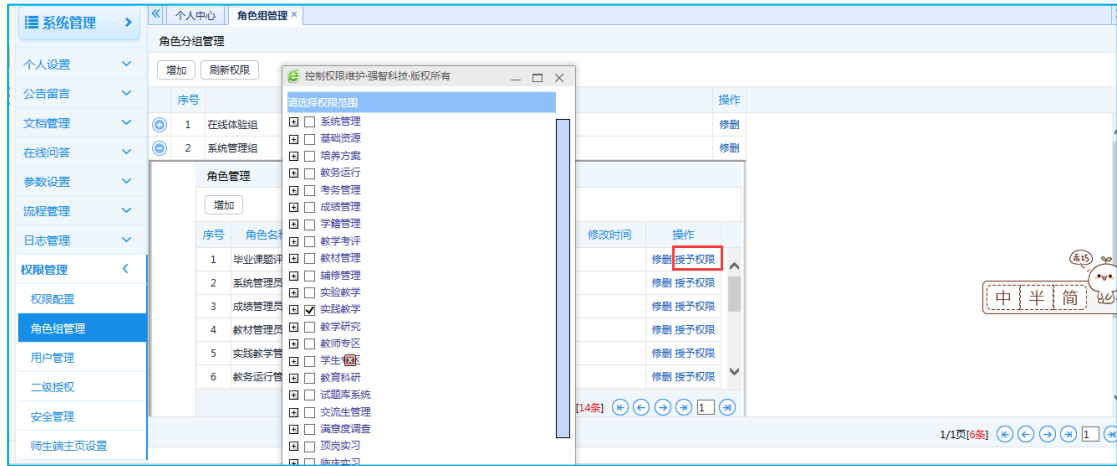 系统管理
个人中心 角色组管理
角色分组管理
个人设置
公告留言
文档管理
在线问答
参数设置
流程管理
日志管理
权限管理
权限配置
角色组管理
用户管理
二级授权
安全管理
师生端主页设置
增加 刷新权限
序号 操作
1 在线体验组 修删
2 系统管理组 修删
角色管理
增加
序号 角色名 修改时间 操作
1 毕业课题评 修删 授予权限
2 系统管理员 修删 授予权限
3 成绩管理员 修删 授予权限
4 教材管理员 修删 授予权限
5 实践教学管 修删 授予权限
6 教务运行管 修删 授予权限
[14条] 1
1/1页[6条] 1
控制权限维护-强智科技-版权所有
请选择权限范围
系统管理
基础资源
培养方案
教务运行
考务管理
成绩管理
学籍管理
教学考评
教材管理
辅修管理
实验教学
实践教学
教学研究
教师专区
学生专区
教育科研
试题库系统
交流生管理
满意度调查
顶岗实习
临床实习
乖巧
中 半 简